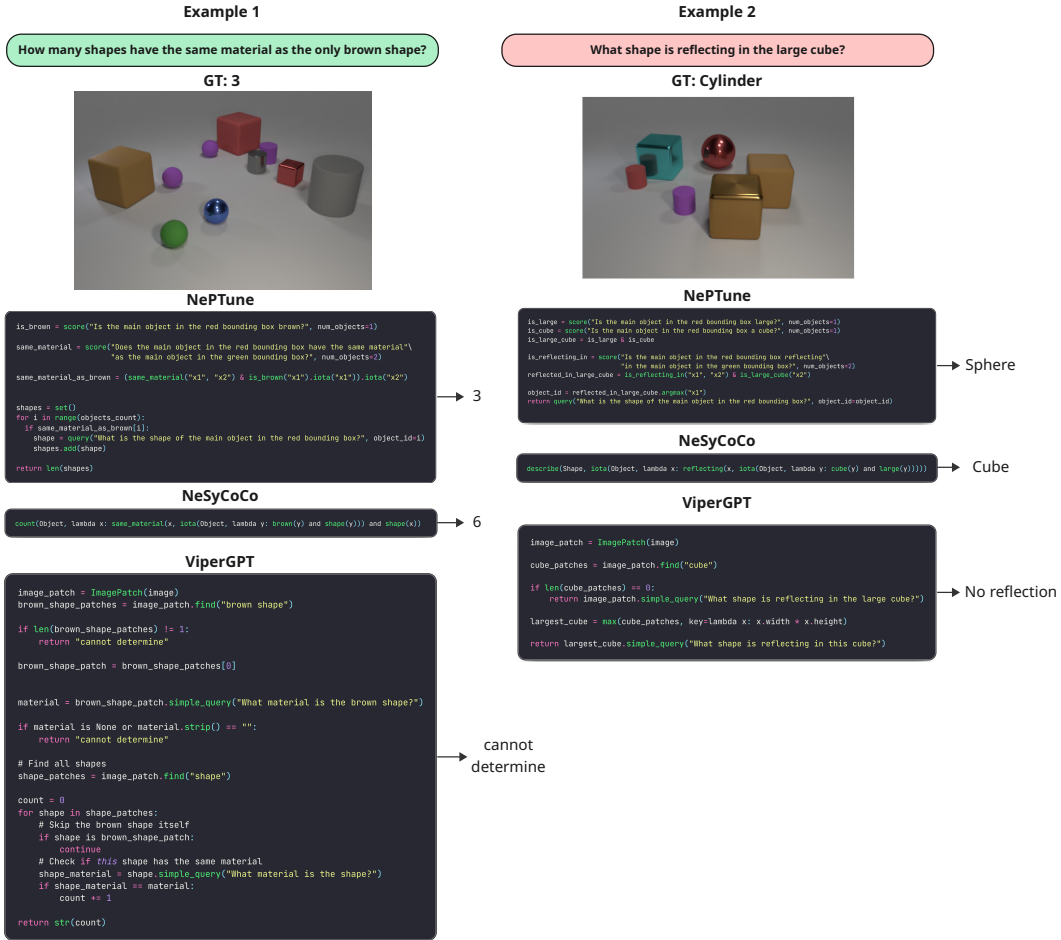 Example 1
How many shapes have the same material as the only brown shape?
GT: 3
NePTune
is_brown = score("Is the main object in the red bounding box brown?", num_objects=1)
same_material = score("Does the main object in the red bounding box have the same material"\
"as the main object in the green bounding box?", num_objects=2)
same_material_as_brown = (same_material("x1", "x2") & is_brown("x1").iota("x1")).iota("x2")
shapes = set()
for i in range(objects_count):
if same_material_as_brown[i]:
shape = query("What is the shape of the main object in the red bounding box?", object_id=i)
shapes.add(shape)
return len(shapes)
3
NeSyCoCo
count(Object, lambda x: same_material(x, iota(Object, lambda y: brown(y) and shape(y))) and shape(x))
6
ViperGPT
image_patch = ImagePatch(image)
brown_shape_patches = image_patch.find("brown shape")
if len(brown_shape_patches) != 1:
return "cannot determine"
brown_shape_patch = brown_shape_patches[0]
material = brown_shape_patch.simple_query("What material is the brown shape?")
if material is None or material.strip() == "":
return "cannot determine"
# Find all shapes
shape_patches = image_patch.find("shape")
count = 0
for shape in shape_patches:
# Skip the brown shape itself
if shape is brown_shape_patch:
continue
# Check if this shape has the same material
shape_material = shape.simple_query("What material is the shape?")
if shape_material == material:
count += 1
return str(count)
cannot
determine
Example 2
What shape is reflecting in the large cube?
GT: Cylinder
NePTune
is_large = score("Is the main object in the red bounding box large?", num_objects=1)
is_cube = score("Is the main object in the red bounding box a cube?", num_objects=1)
is_large_cube = is_large & is_cube
is_reflecting_in = score("Is the main object in the red bounding box reflecting"\
"in the main object in the green bounding box?", num_objects=2)
reflected_in_large_cube = is_reflecting_in("x1", "x2") & is_large_cube("x2")
object_id = reflected_in_large_cube.argmax("x1")
return query("What is the shape of the main object in the red bounding box?", object_id=object_id)
Sphere
NeSyCoCo
describe(Shape, iota(Object, lambda x: reflecting(x, iota(Object, lambda y: cube(y) and large(y)))))
Cube
ViperGPT
image_patch = ImagePatch(image)
cube_patches = image_patch.find("cube")
if len(cube_patches) == 0:
return image_patch.simple_query("What shape is reflecting in the large cube?")
largest_cube = max(cube_patches, key=lambda x: x.width * x.height)
return largest_cube.simple_query("What shape is reflecting in this cube?")
No reflection